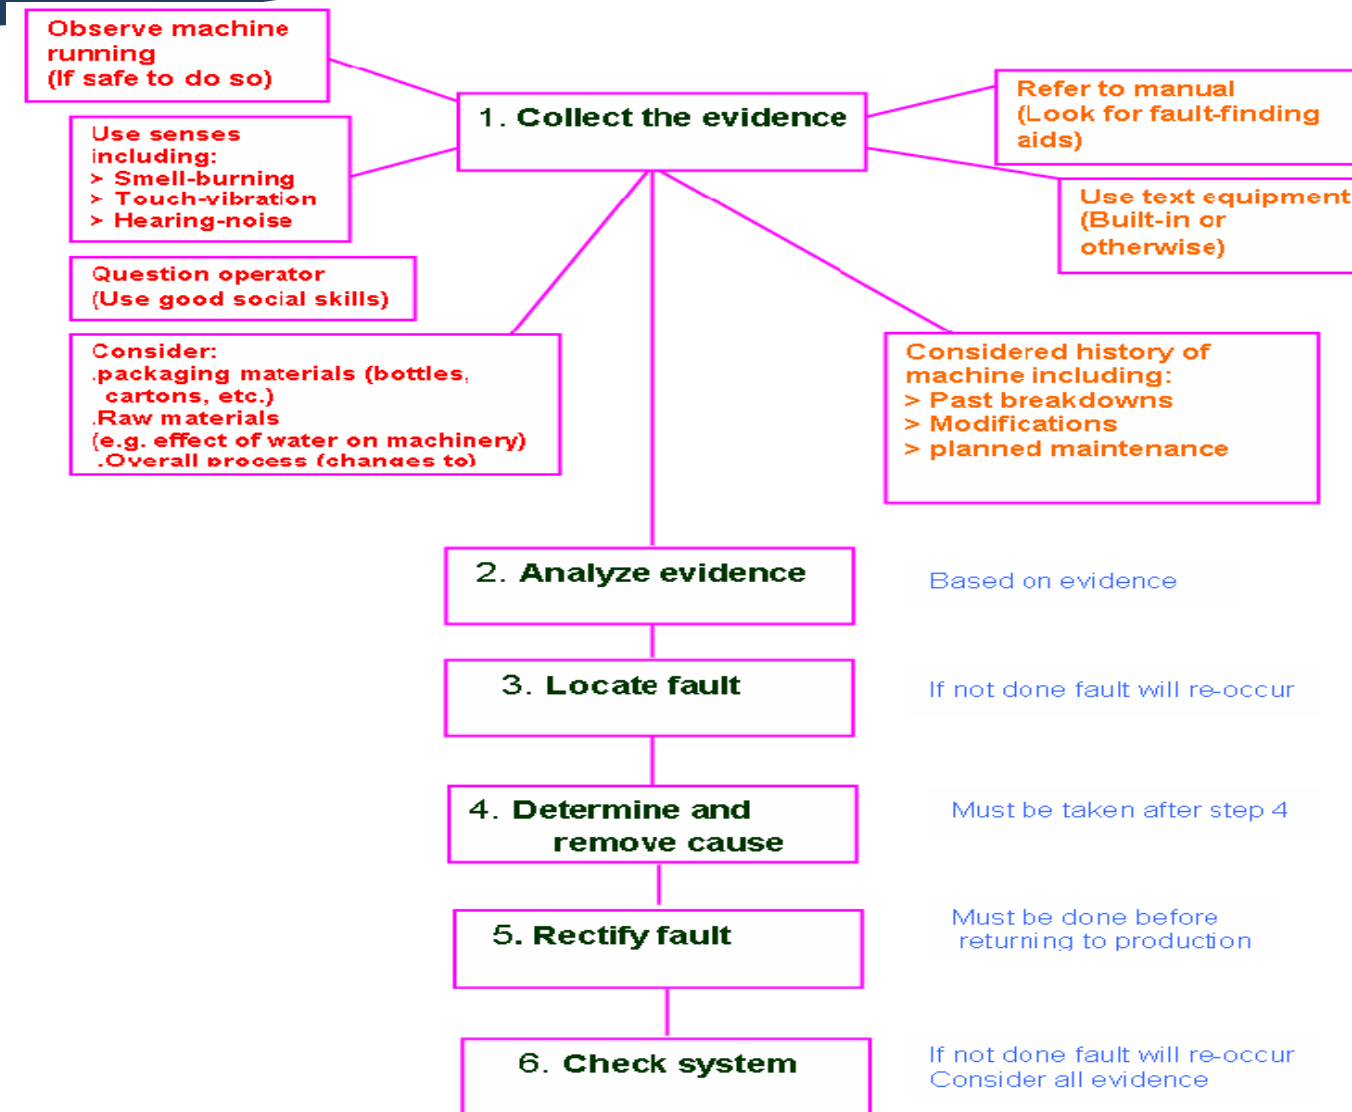 Observe machine
running
(If safe to do so)
Use senses
including:
> Smell-burning
> Touch-vibration
> Hearing-noise
Question operator
(Use good social skills)
Consider:
.packaging materials (bottles,
cartons, etc.)
.Raw materials
(e.g. effect of water on machinery)
.Overall process (changes to)
1. Collect the evidence
Refer to manual
(Look for fault-finding
aids)
Use text equipment
(Built-in or
otherwise)
Considered history of
machine including:
> Past breakdowns
> Modifications
> planned maintenance
2. Analyze evidence
Based on evidence
3. Locate fault
If not done fault will re-occur
4. Determine and
remove cause
Must be taken after step 4
5. Rectify fault
Must be done before
returning to production
6. Check system
If not done fault will re-occur
Consider all evidence